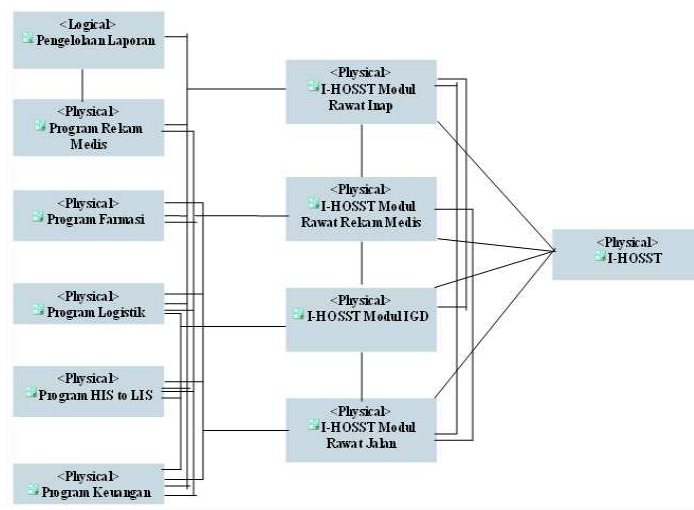 <Logical>
Pengelolaan Laporan
<Physical>
Program Rekam
Medis
<Physical>
Program Farmasi
<Physical>
Program Logistik
<Physical>
Program HIS to LIS
<Physical>
Program Keuangan
<Physical>
I-HOSST Modul
Rawat Inap
<Physical>
I-HOSST Modul
Rawat Rekam Medis
<Physical>
I-HOSST Modul IGD
<Physical>
I-HOSST Modul
Rawat Jalan
<Physical>
I-HOSST